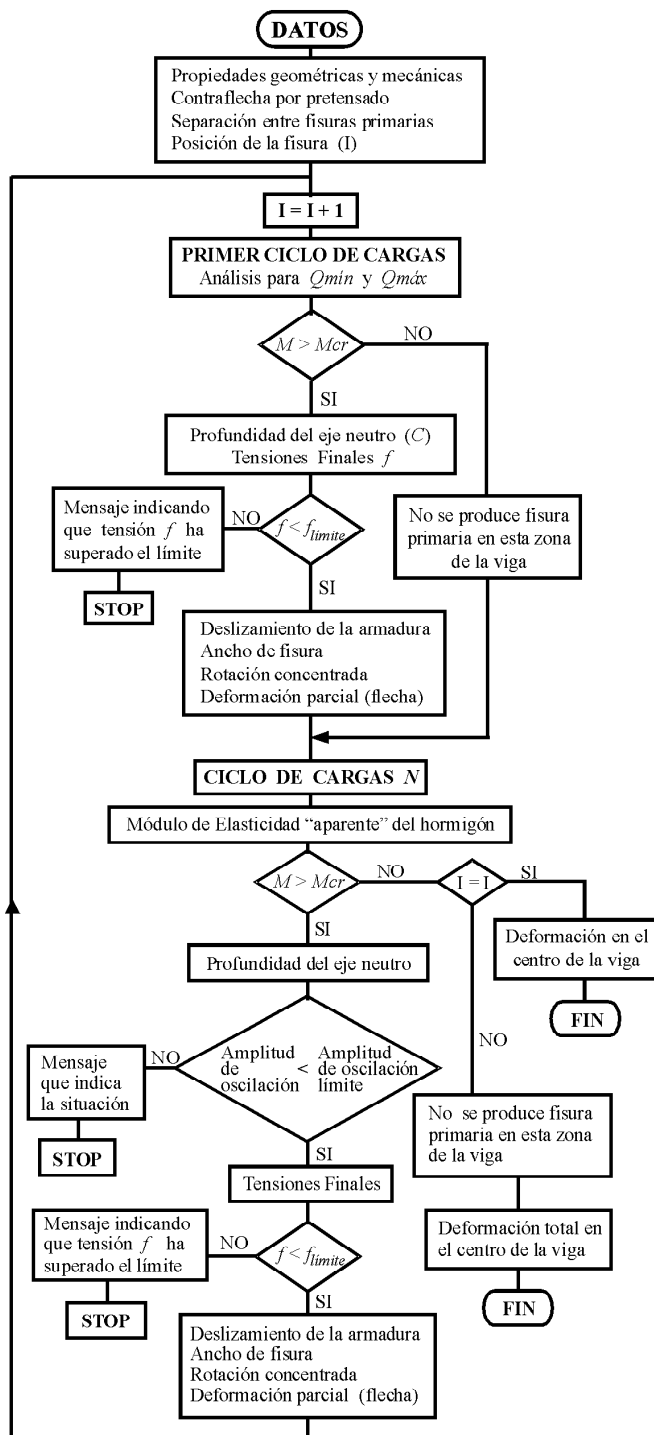 DATOS
Propiedades geométricas y mecánicas
Contraflecha por pretensado
Separación entre fisuras primarias
Posición de la fisura (I)
I = I + 1
PRIMER CICLO DE CARGAS
Análisis para Qmín y Qmáx
M > Mcr
NO
SI
Profundidad del eje neutro (C)
Tensiones Finales f
Mensaje indicando
que tensión f ha
superado el límite
NO
f < f límite
STOP
SI
No se produce fisura
primaria en esta zona
de la viga
Deslizamiento de la armadura
Ancho de fisura
Rotación concentrada
Deformación parcial (flecha)
CICLO DE CARGAS N
Módulo de Elasticidad “aparente” del hormigón
M > Mcr
NO
I = I
SI
SI
Deformación en el
centro de la viga
FIN
Profundidad del eje neutro
NO
Mensaje
que indica
la situación
NO
Amplitud < Amplitud
de de oscilación
oscilación límite
STOP
SI
No se produce fisura
primaria en esta zona
de la viga
Tensiones Finales
Mensaje indicando
que tensión f ha
superado el límite
NO
f < f límite
Deformación total en
el centro de la viga
STOP
SI
FIN
Deslizamiento de la armadura
Ancho de fisura
Rotación concentrada
Deformación parcial (flecha)